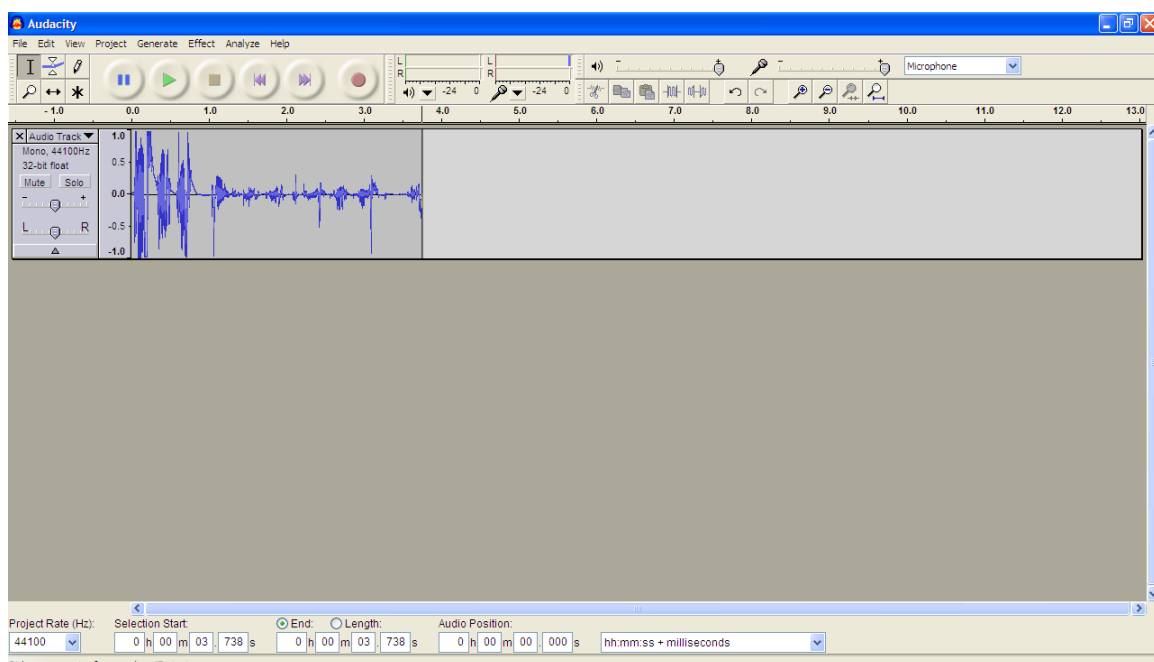 Audacity
File Edit View Project Generate Effect Analyze Help
L
R
-24 0
L
R
-24 0
Microphone
- 1.0 0.0 1.0 2.0 3.0 4.0 5.0 6.0 7.0 8.0 9.0 10.0 11.0 12.0 13.0
X Audio Track
Mono, 44100Hz
32-bit float
Mute Solo
- +
L R
1.0
0.5
0.0
-0.5
-1.0
Project Rate (Hz): Selection Start: End: Length: Audio Position:
44100 0 h 00 m 03 . 738 s 0 h 00 m 03 . 738 s 0 h 00 m 00 . 000 s hh:mm:ss + milliseconds